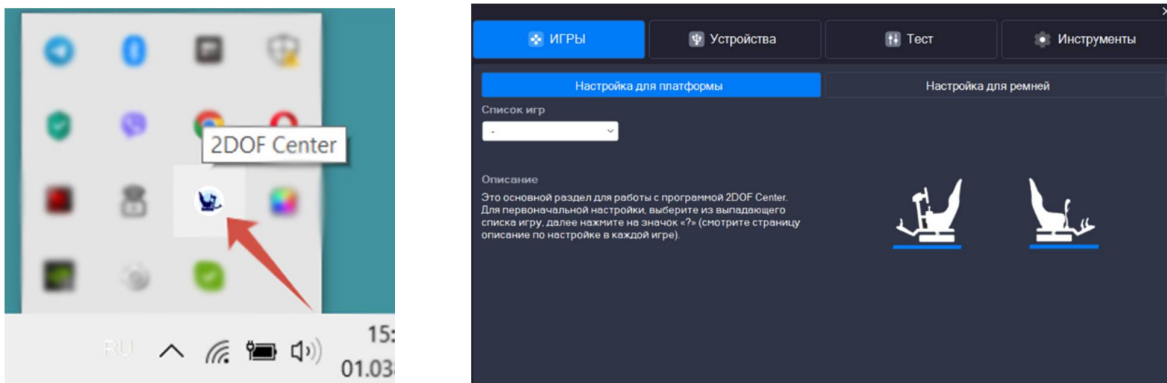 2DOF Center
RU
15:
01.03
ИГРЫ
Устройства
Тест
Инструменты
Настройка для платформы
Настройка для ремней
Список игр
-
Описание
Это основной раздел для работы с программой 2DOF Center.
Для первоначальной настройки, выберите из выпадающего
списка игру, далее нажмите на значок «?» (смотрите страницу
описание по настройке в каждой игре).